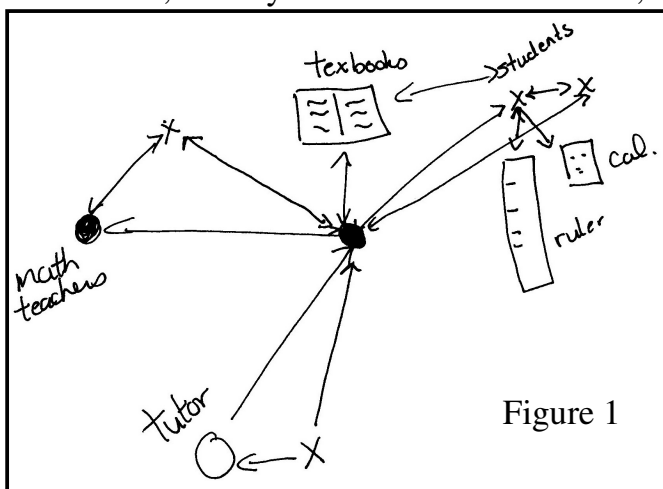 texbooks
students
cal.
ruler
math
teachers
tutor
Figure 1